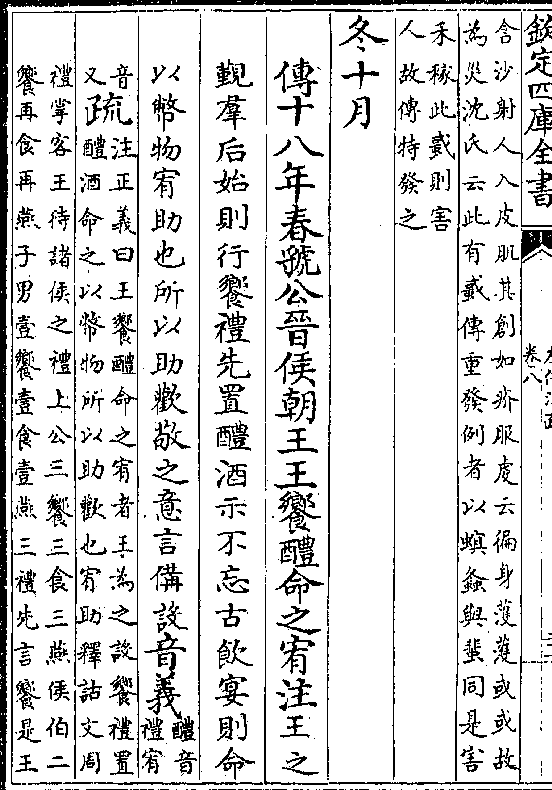 欽定四庫全書
卷八
含沙射人入皮肌其創如疥服虔云徧身濩濩或或故
為災沈氏云此有蜮傳重發例者以螟螽與蜚同是害
禾稼此蜮則害
人故傳特發之
冬十月
傳十八年春虢公晉侯朝王王饗醴命之宥注王之
覲羣后始則行饗禮先置醴酒示不忘古飲宴則命
以幣物宥助也所以助歡敬之意言備設音義醴音
禮宥
音注正義曰王饗醴命之宥者王為之設饗禮置
又疏醴酒命之以幣物所以助歡也宥助釋詁文周
禮掌客王待諸侯之禮上公三饗三食三燕侯伯二
饗再食再燕子男壹饗壹食壹燕三禮先言饗是王